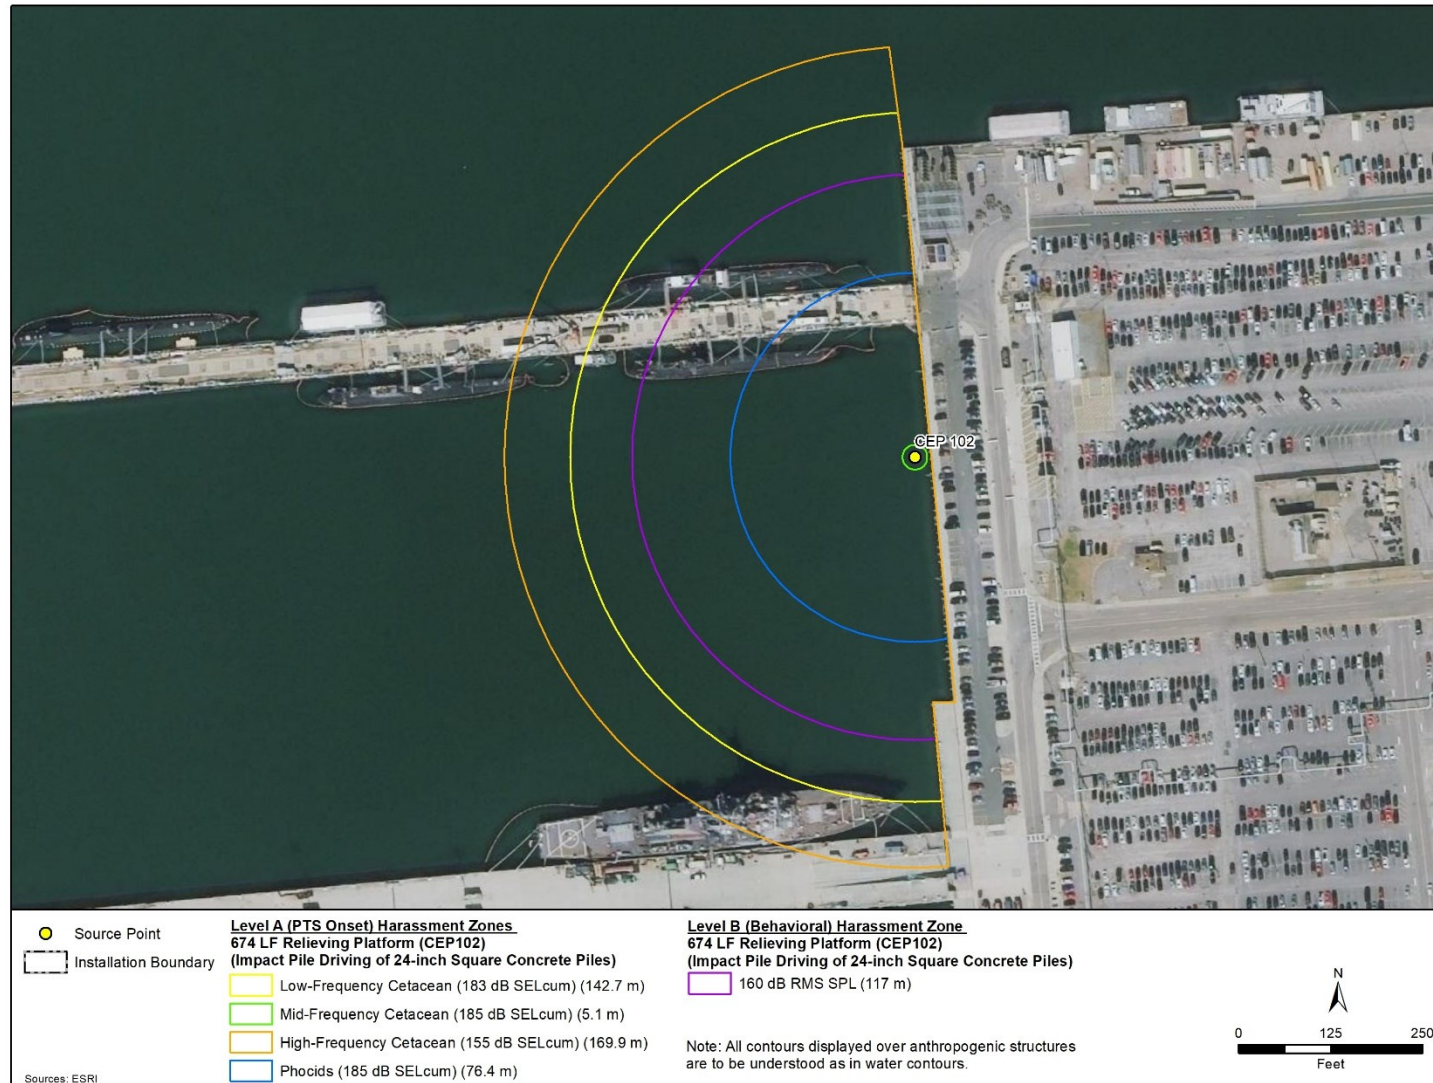 CEP 102
Source Point
Installation Boundary
Level A (PTS Onset) Harassment Zones
674 LF Relieving Platform (CEP102)
(Impact Pile Driving of 24-inch Square Concrete Piles)
Low-Frequency Cetacean (183 dB SELcum) (142.7 m)
Mid-Frequency Cetacean (185 dB SELcum) (5.1 m)
High-Frequency Cetacean (155 dB SELcum) (169.9 m)
Phocids (185 dB SELcum) (76.4 m)
Level B (Behavioral) Harassment Zone
674 LF Relieving Platform (CEP102)
(Impact Pile Driving of 24-inch Square Concrete Piles)
160 dB RMS SPL (117 m)
Note: All contours displayed over anthropogenic structures
are to be understood as in water contours.
N
0 125 250
Feet
Sources: ESRI